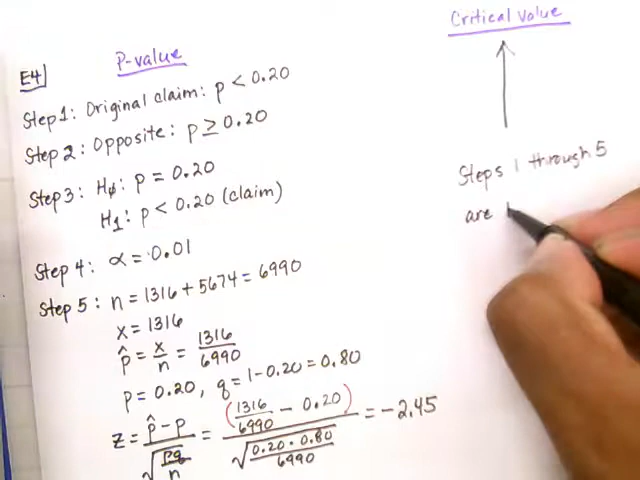 E4 P-value
Step 1: Original claim: p < 0.20
Step 2: Opposite: p ≥ 0.20
Step 3: H∅: p = 0.20
H1: p < 0.20 (claim)
Step 4: α = 0.01
Step 5: n = 1316 + 5674 = 6990
x = 1316
p̂ = x/n = 1316/6990
p = 0.20, q = 1 - 0.20 = 0.80
z = (p̂ - p)/√(pq/n) = (1316/6990 - 0.20)/√(0.20 · 0.80/6990) = -2.45
Critical value
Steps 1 through 5
are